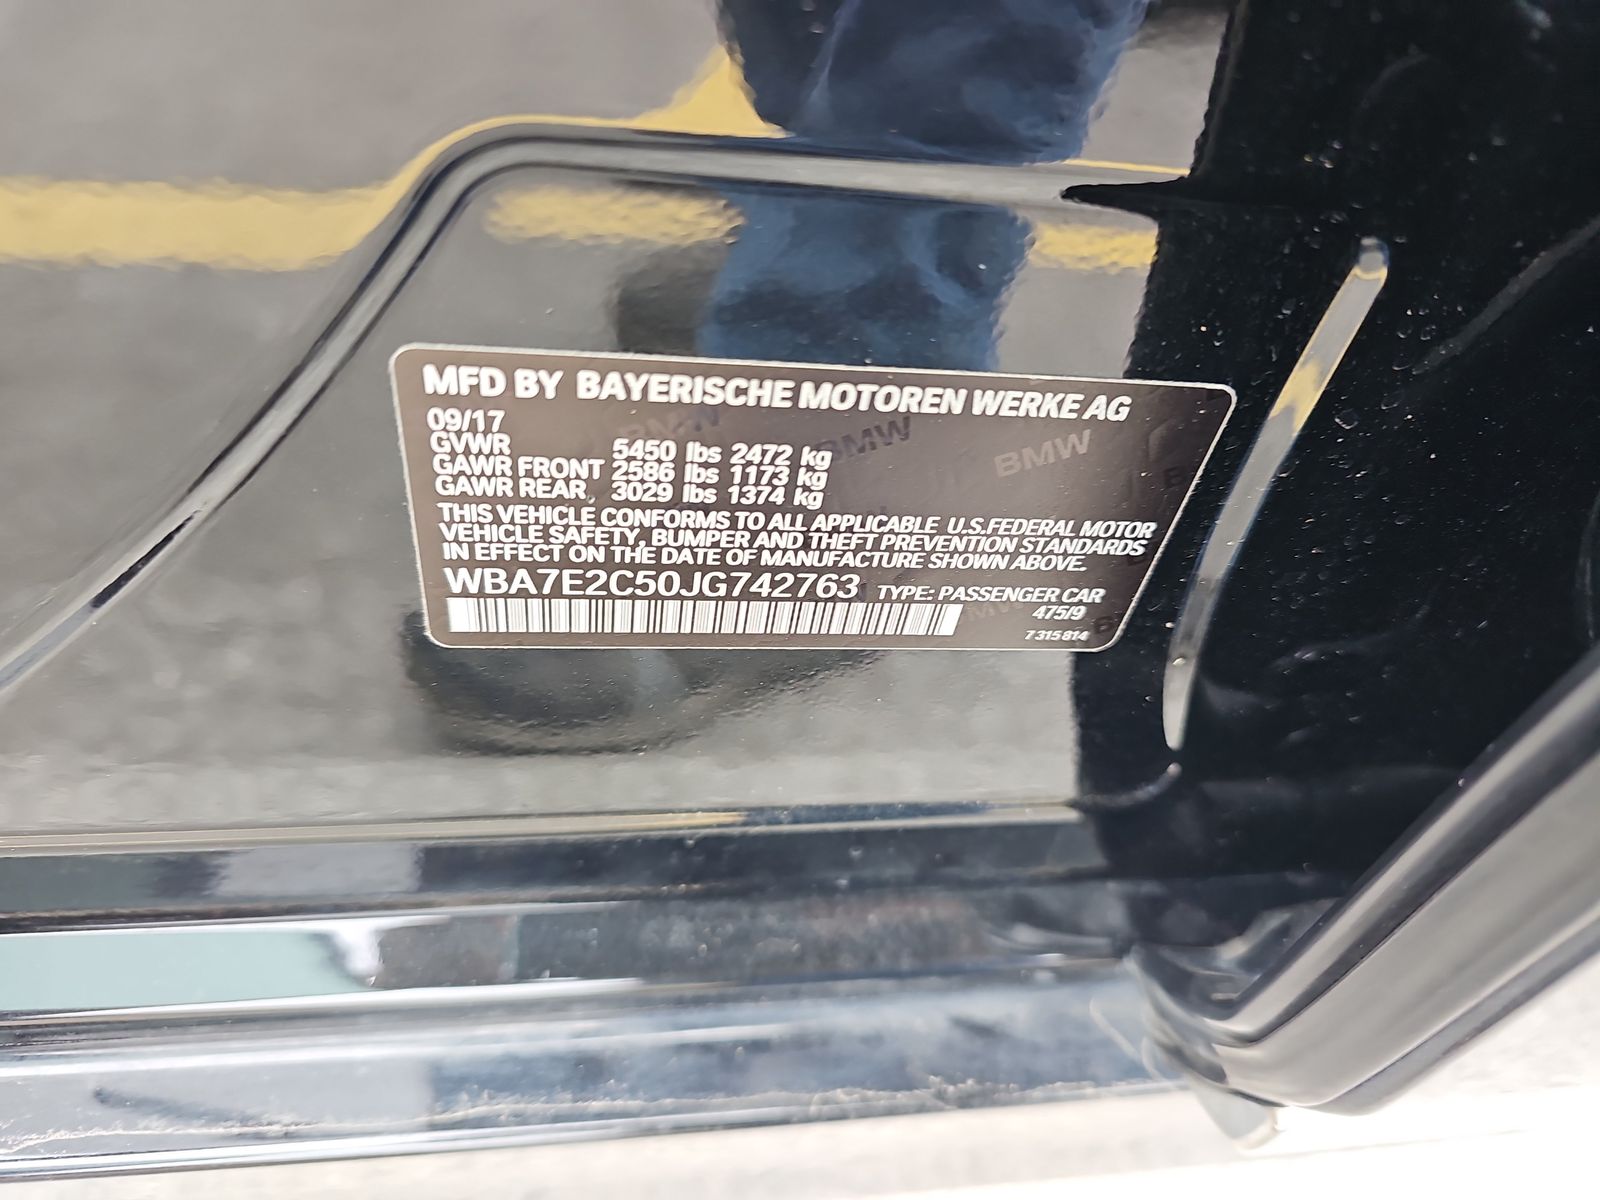 MFD BY BAYERISCHE MOTOREN WERKE AG
09/17
GVWR 5450 lbs 2472 kg
GAWR FRONT 2586 lbs 1173 kg
GAWR REAR 3029 lbs 1374 kg
THIS VEHICLE CONFORMS TO ALL APPLICABLE U.S.FEDERAL MOTOR
VEHICLE SAFETY, BUMPER AND THEFT PREVENTION STANDARDS
IN EFFECT ON THE DATE OF MANUFACTURE SHOWN ABOVE.
WBA7E2C50JG742763 TYPE: PASSENGER CAR
475/9
7 315 814
BMW
BMW
BMW
BMW